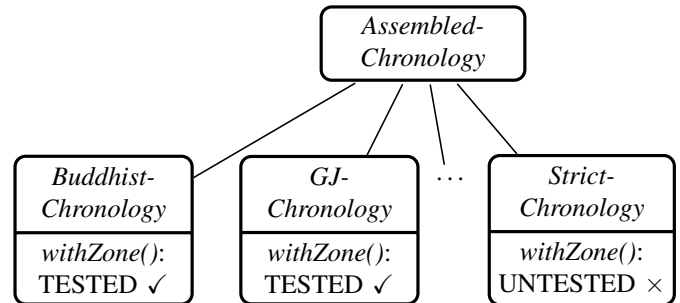 Assembled-
Chronology
Buddhist-
Chronology
withZone():
TESTED ✓
GJ-
Chronology
withZone():
TESTED ✓
...
Strict-
Chronology
withZone():
UNTESTED ×